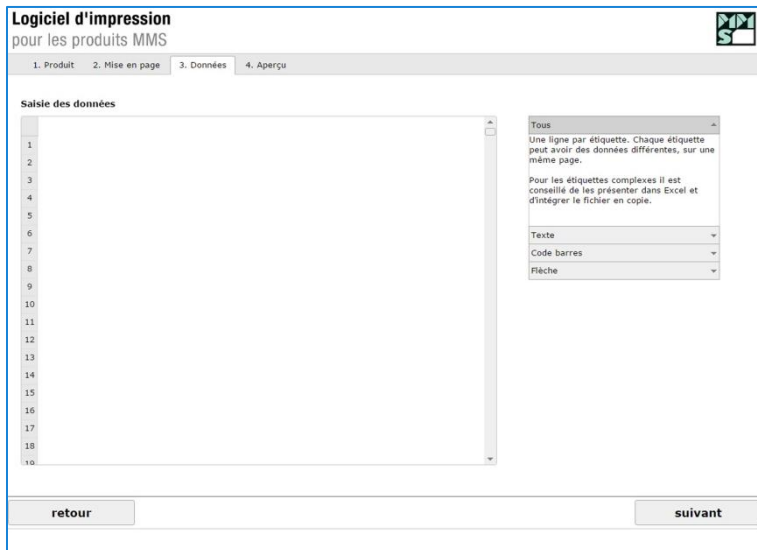 Logiciel d'impression
pour les produits MMS
MMS
1. Produit 2. Mise en page 3. Données 4. Aperçu
Saisie des données
Tous
Une ligne par étiquette. Chaque étiquette
peut avoir des données différentes, sur une
même page.
Pour les étiquettes complexes il est
conseillé de les présenter dans Excel et
d'intégrer le fichier en copie.
Texte
Code barres
Flèche
1
2
3
4
5
6
7
8
9
10
11
12
13
14
15
16
17
18
19
retour suivant